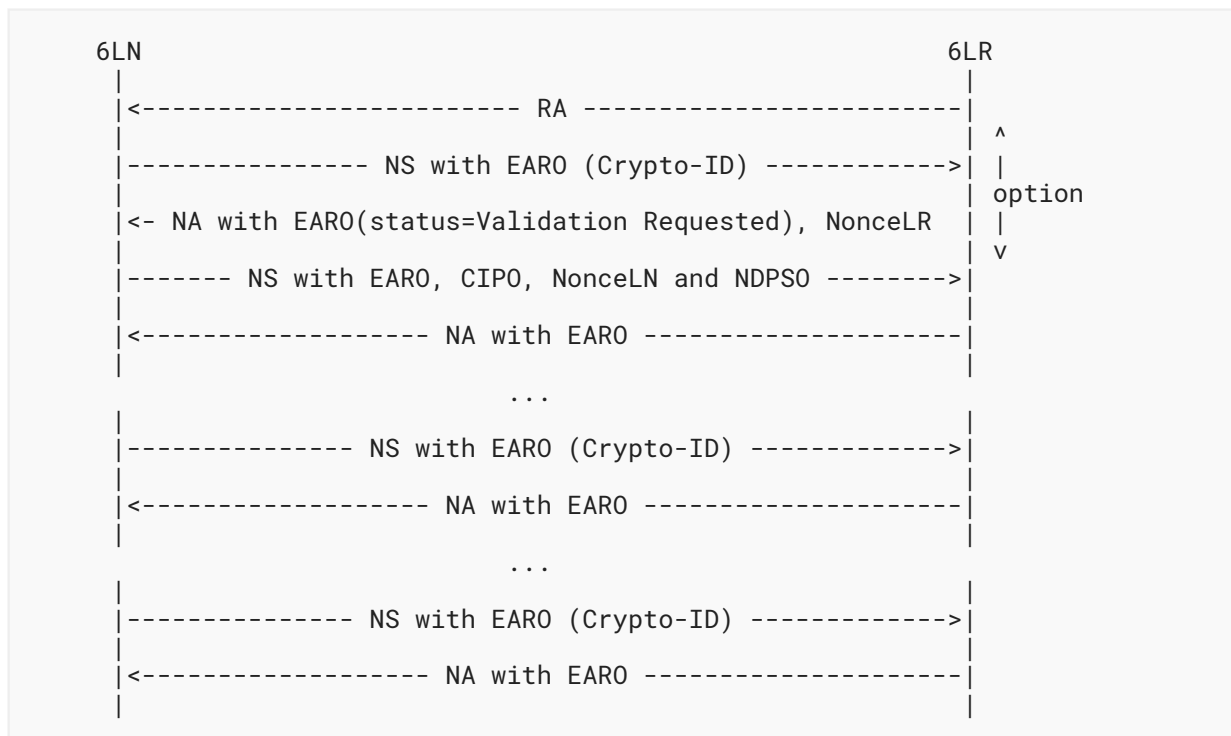 6LN 6LR
| |
|<------------------------- RA -------------------------|
| | ^
|---------------- NS with EARO (Crypto-ID) ------------>| |
| | option
|<- NA with EARO(status=Validation Requested), NonceLR | |
| | v
|------- NS with EARO, CIPO, NonceLN and NDPSO -------->|
| |
|<------------------- NA with EARO ---------------------|
| |
...
| |
|--------------- NS with EARO (Crypto-ID) ------------->|
| |
|<------------------- NA with EARO ---------------------|
| |
...
| |
|--------------- NS with EARO (Crypto-ID) ------------->|
| |
|<------------------- NA with EARO ---------------------|
| |